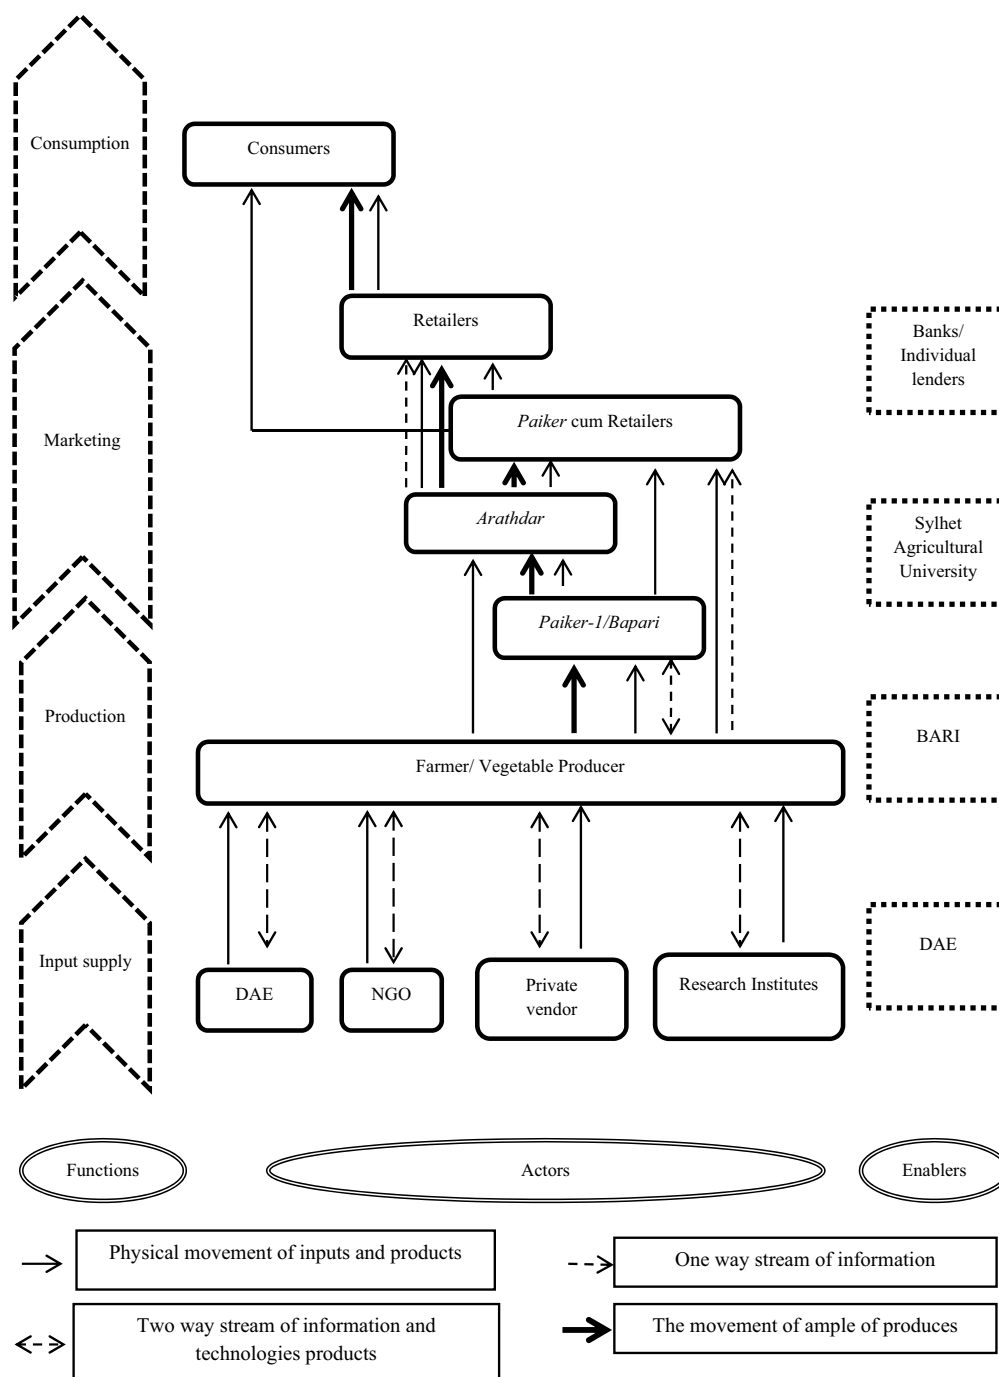 Consumption
Consumers
Retailers
Banks/
Individual
lenders
Marketing
Paiker cum Retailers
Arathdar
Sylhet
Agricultural
University
Paiker-1/Bapari
Production
BARI
Farmer/ Vegetable Producer
Input supply
DAE
NGO
Private
vendor
Research Institutes
DAE
Functions
Actors
Enablers
Physical movement of inputs and products
One way stream of information
Two way stream of information and
technologies products
The movement of ample of produces